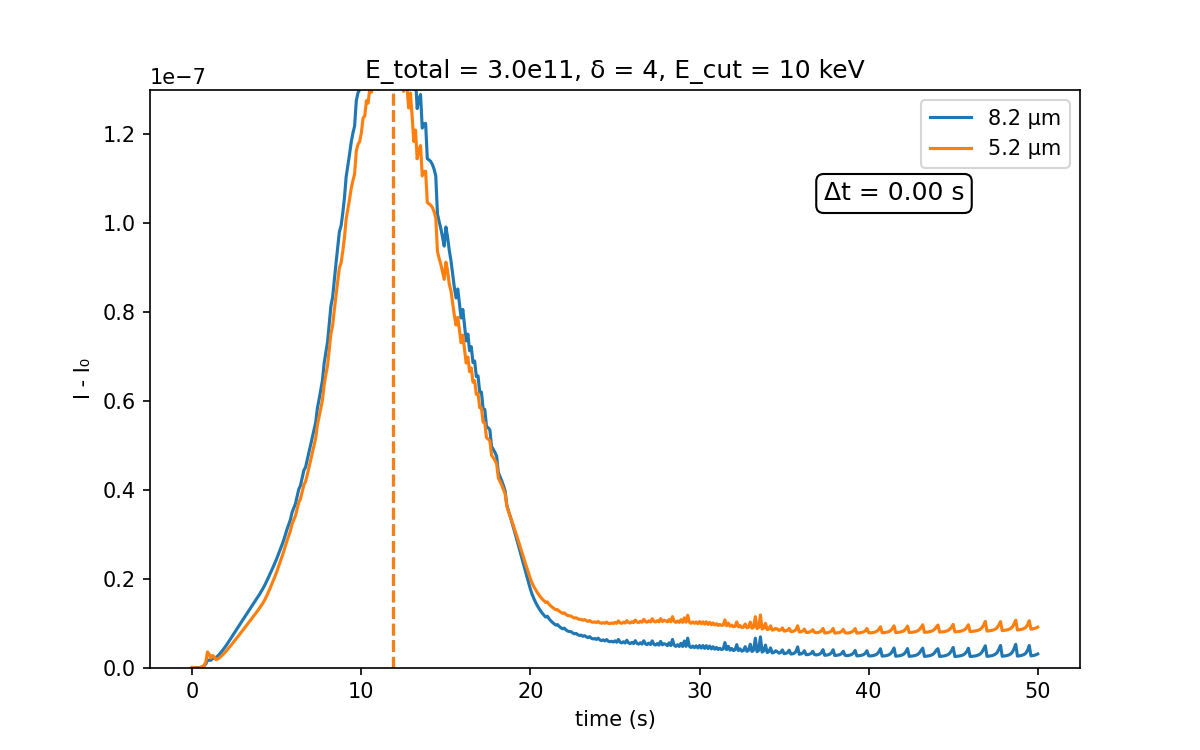 E_total = 3.0e11, δ = 4, E_cut = 10 keV
1e−7
8.2 μm
5.2 μm
Δt = 0.00 s
1.2
1.0
0.8
0.6
0.4
0.2
0.0
I - I₀
0 10 20 30 40 50
time (s)